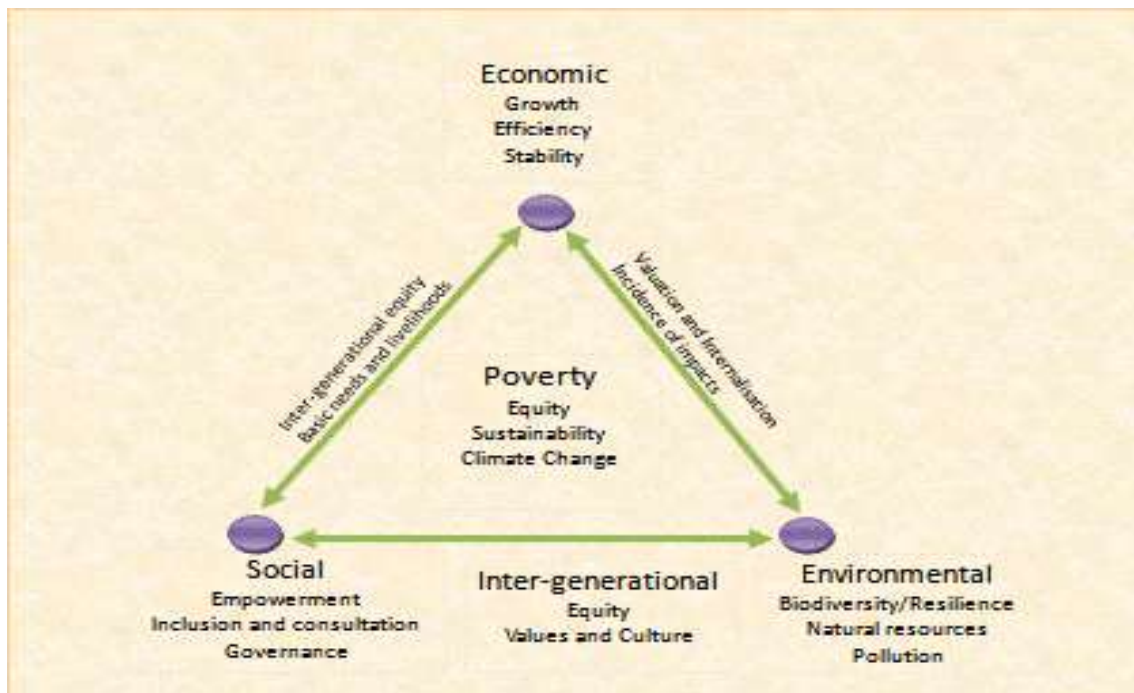 Economic
Growth
Efficiency
Stability
Inter-generational equity
Basic needs and livelihoods
Valuation and Internalisation
Incidence of impacts
Poverty
Equity
Sustainability
Climate Change
Social
Empowerment
Inclusion and consultation
Governance
Inter-generational
Equity
Values and Culture
Environmental
Biodiversity/Resilience
Natural resources
Pollution